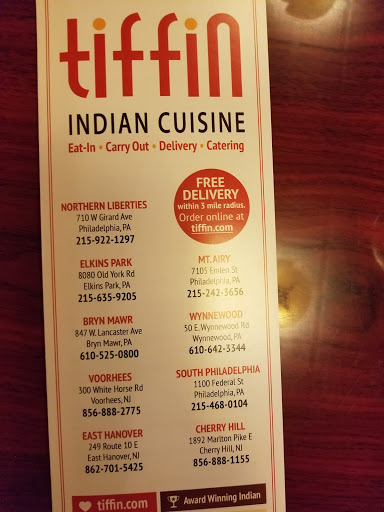 tiffin
INDIAN CUISINE
Eat-In • Carry Out • Delivery • Catering
FREE
DELIVERY
within 3 mile radius.
Order online at
tiffin.com
NORTHERN LIBERTIES
710 W Girard Ave
Philadelphia, PA
215-922-1297
ELKINS PARK
8080 Old York Rd
Elkins Park, PA
215-635-9205
MT. AIRY
7105 Emlen St
Philadelphia, PA
215-242-3656
BRYN MAWR
847 W. Lancaster Ave
Bryn Mawr, PA
610-525-0800
WYNNEWOOD
50 E. Wynnewood Rd
Wynnewood, PA
610-642-3344
VOORHEES
300 White Horse Rd
Voorhees, NJ
856-888-2775
SOUTH PHILADELPHIA
1100 Federal St
Philadelphia, PA
215-468-0104
EAST HANOVER
249 Route 10 E
East Hanover, NJ
862-701-5425
CHERRY HILL
1892 Marlton Pike E
Cherry Hill, NJ
856-888-1155
tiffin.com
Award Winning Indian